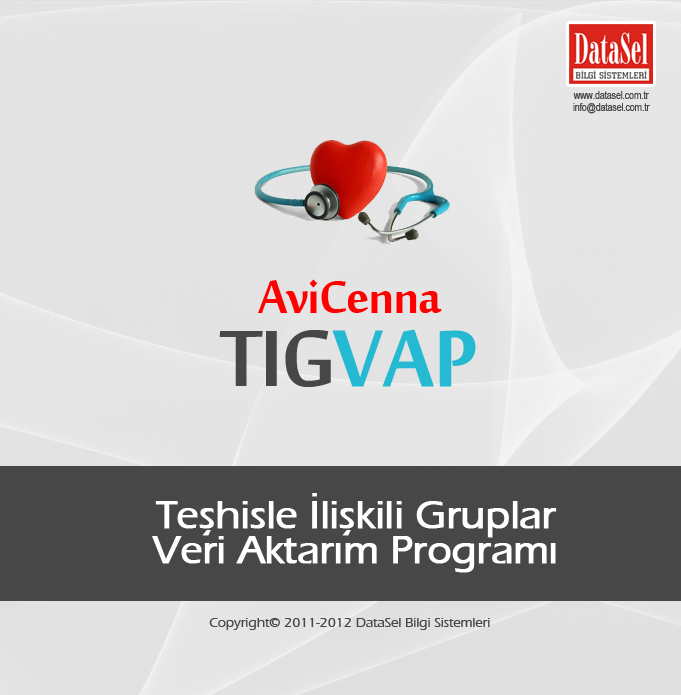 DataSel
BİLGİ SİSTEMLERİ
www.datasel.com.tr
info@datasel.com.tr
AviCenna
TIGVAP
Teşhisle İlişkili Gruplar
Veri Aktarım Programı
Copyright© 2011-2012 DataSel Bilgi Sistemleri